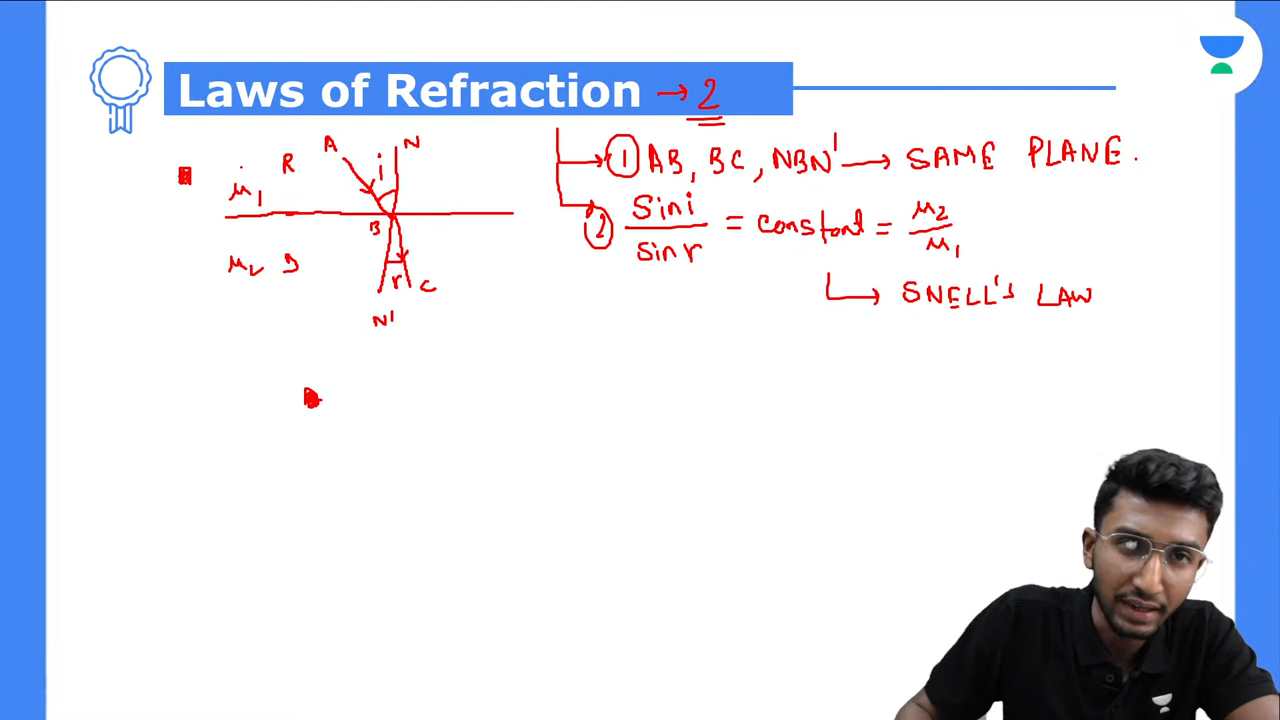 Laws of Refraction → 2
A
N
R
i
μ1
① AB, BC, NBN' → SAME PLANE.
② sin i / sin r = constant = μ2 / μ1
B
μ2 D
r C
N'
↳ SNELL'S LAW